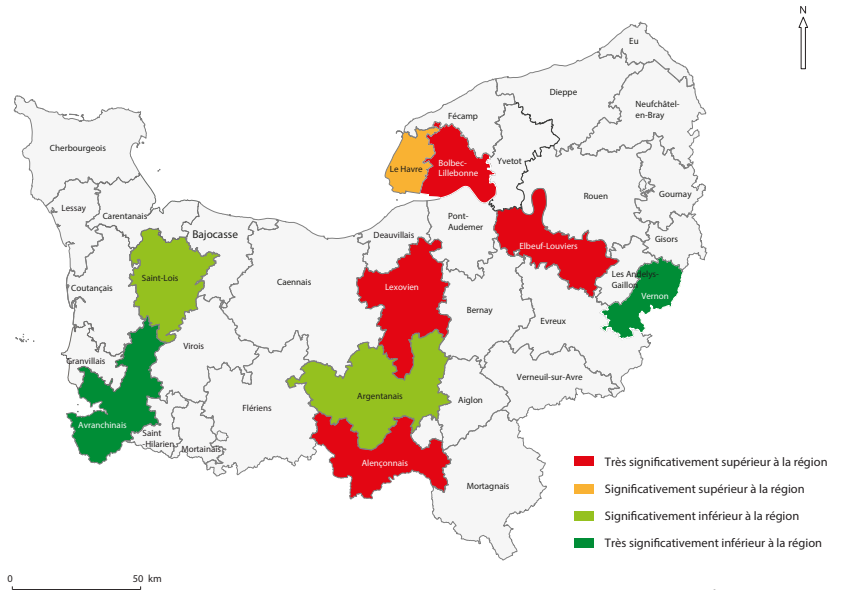 N
Eu
Dieppe
Neufchâtel-
en-Bray
Fécamp
Cherbourgeois
Yvetot
Bolbec-
Lillebonne
Le Havre
Rouen
Gournay
Lessay
Carentanais
Pont-
Audemer
Deauvillais
Bajocasse
Gisors
Elbeuf-Louviers
Saint-Lois
Les Andelys-
Gaillon
Caennais
Coutançais
Lexovien
Vernon
Bernay
Evreux
Virois
Granvillais
Verneuil-sur-Avre
Argentanais
Aiglon
Flériens
Avranchinais
Saint
Hilarien
Mortainais
Alençonnais
Mortagnais
Très significativement supérieur à la région
Significativement supérieur à la région
Significativement inférieur à la région
Très significativement inférieur à la région
0 50 km